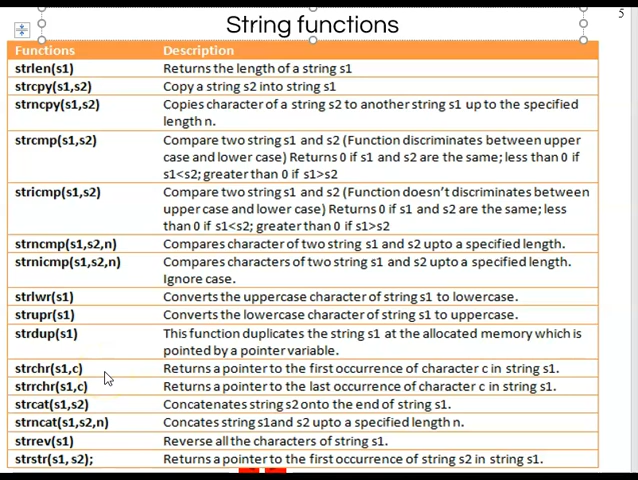 5
String functions
Functions Description
strlen(s1) Returns the length of a string s1
strcpy(s1,s2) Copy a string s2 into string s1
strncpy(s1,s2) Copies character of a string s2 to another string s1 up to the specified
length n.
strcmp(s1,s2) Compare two string s1 and s2 (Function discriminates between upper
case and lower case) Returns 0 if s1 and s2 are the same; less than 0 if
s1<s2; greater than 0 if s1>s2
stricmp(s1,s2) Compare two string s1 and s2 (Function doesn't discriminates between
upper case and lower case) Returns 0 if s1 and s2 are the same; less
than 0 if s1<s2; greater than 0 if s1>s2
strncmp(s1,s2,n) Compares character of two string s1 and s2 upto a specified length.
strnicmp(s1,s2,n) Compares characters of two string s1 and s2 upto a specified length.
Ignore case.
strlwr(s1) Converts the uppercase character of string s1 to lowercase.
strupr(s1) Converts the lowercase character of string s1 to uppercase.
strdup(s1) This function duplicates the string s1 at the allocated memory which is
pointed by a pointer variable.
strchr(s1,c) Returns a pointer to the first occurrence of character c in string s1.
strrchr(s1,c) Returns a pointer to the last occurrence of character c in string s1.
strcat(s1,s2) Concatenates string s2 onto the end of string s1.
strncat(s1,s2,n) Concates string s1and s2 upto a specified length n.
strrev(s1) Reverse all the characters of string s1.
strstr(s1, s2); Returns a pointer to the first occurrence of string s2 in string s1.